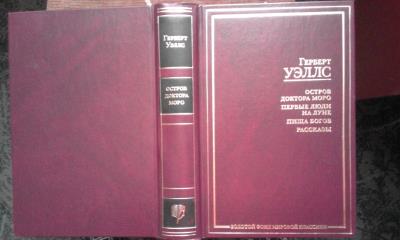 Герберт
Уэллс
ОСТРОВ
ДОКТОРА
МОРО
Герберт
УЭЛЛС
ОСТРОВ
ДОКТОРА МОРО
ПЕРВЫЕ ЛЮДИ
НА ЛУНЕ
ПИЩА БОГОВ
РАССКАЗЫ
ЗОЛОТОЙ ФОНД МИРОВОЙ КЛАССИКИ